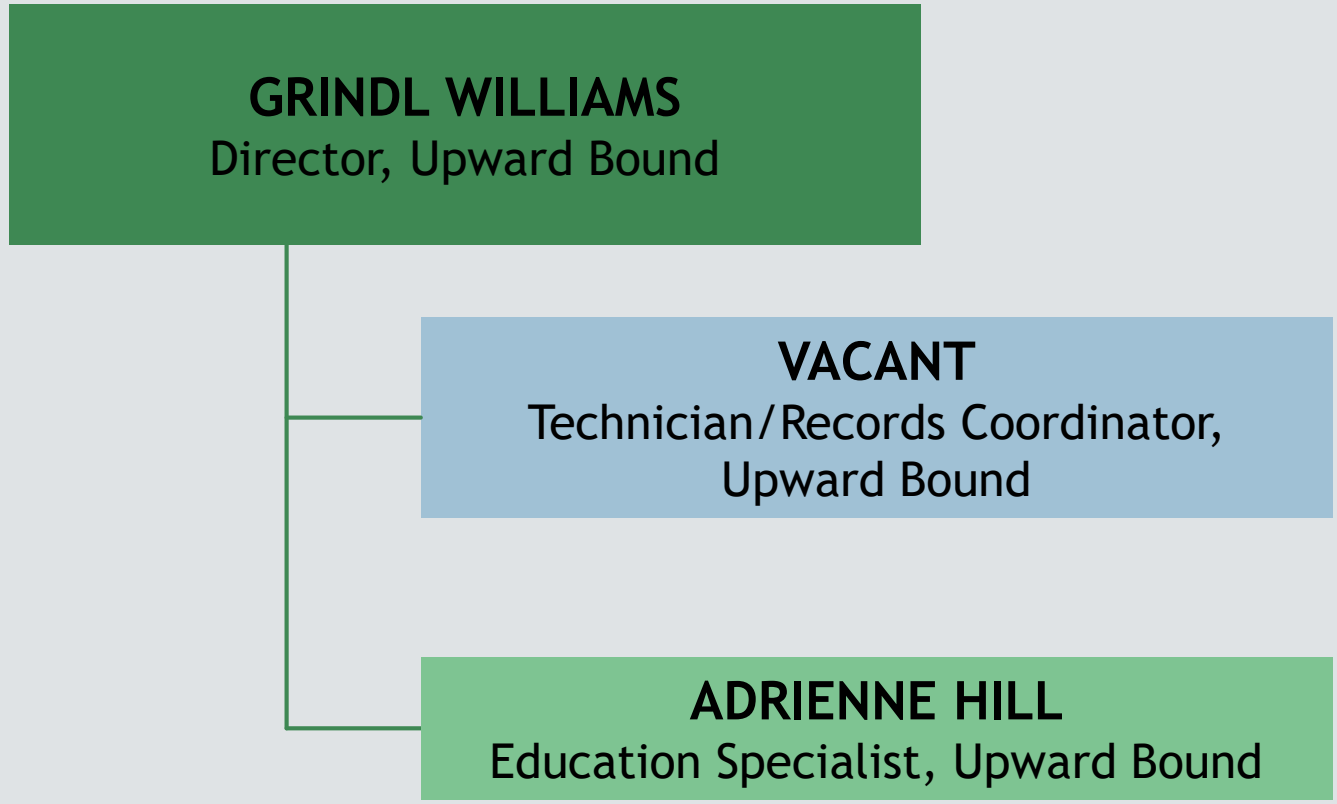 GRINDL WILLIAMS
Director, Upward Bound
VACANT
Technician/Records Coordinator,
Upward Bound
ADRIENNE HILL
Education Specialist, Upward Bound